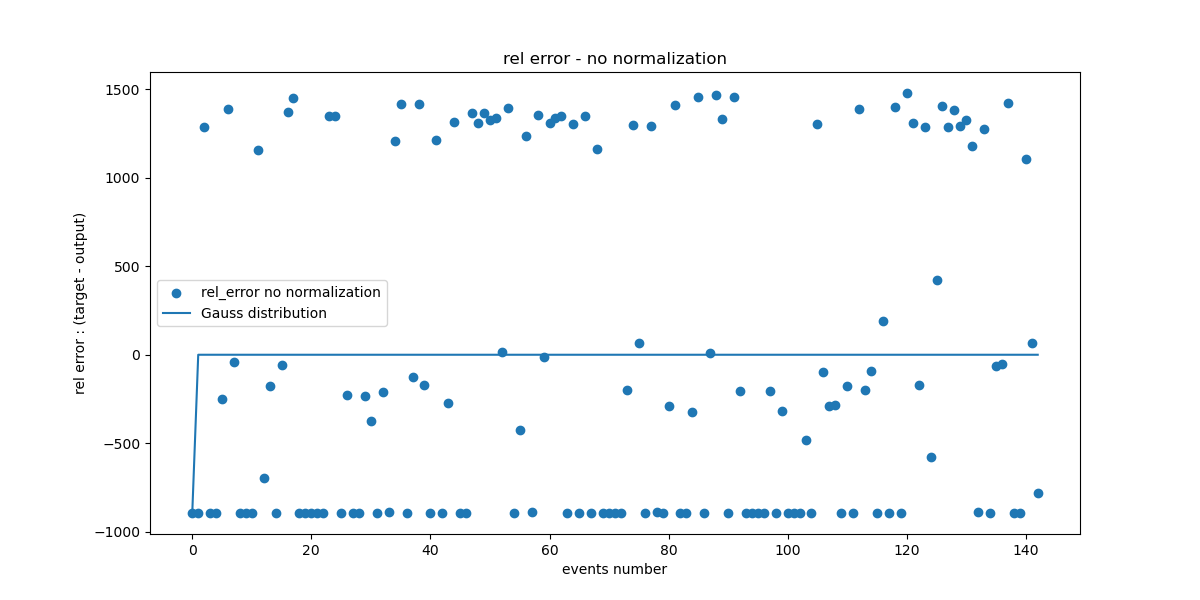 rel error - no normalization
rel error : (target - output)
1500
1000
500
0
−500
−1000
rel_error no normalization
Gauss distribution
0 20 40 60 80 100 120 140
events number